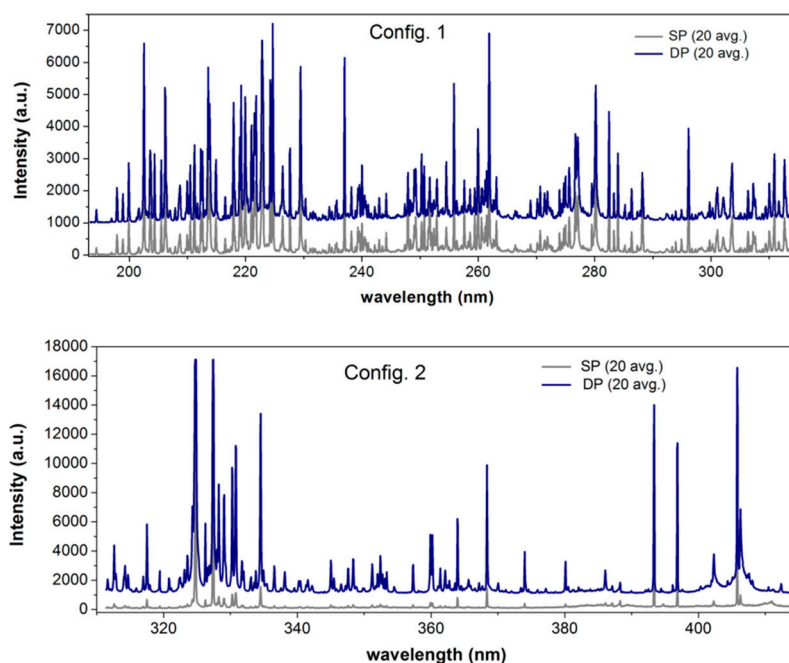 7000
6000
5000
4000
3000
2000
1000
0
Intensity (a.u.)
Config. 1
SP (20 avg.)
DP (20 avg.)
200 220 240 260 280 300
wavelength (nm)
18000
16000
14000
12000
10000
8000
6000
4000
2000
0
Intensity (a.u.)
Config. 2
SP (20 avg.)
DP (20 avg.)
320 340 360 380 400
wavelength (nm)